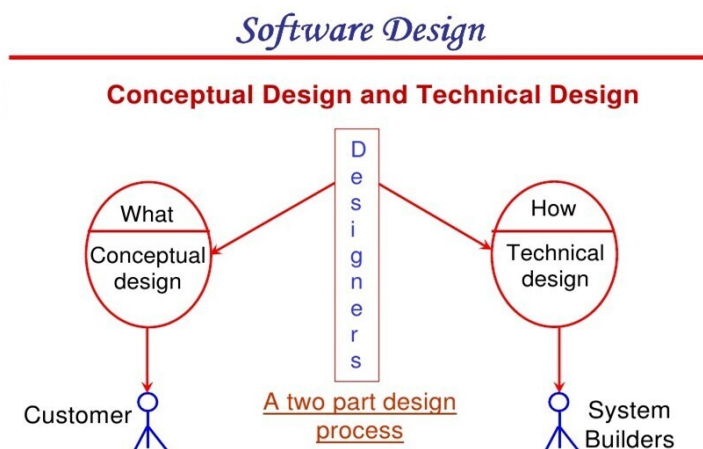 Software Design
Conceptual Design and Technical Design
Designers
What
Conceptual
design
How
Technical
design
Customer
A two part design
process
System
Builders